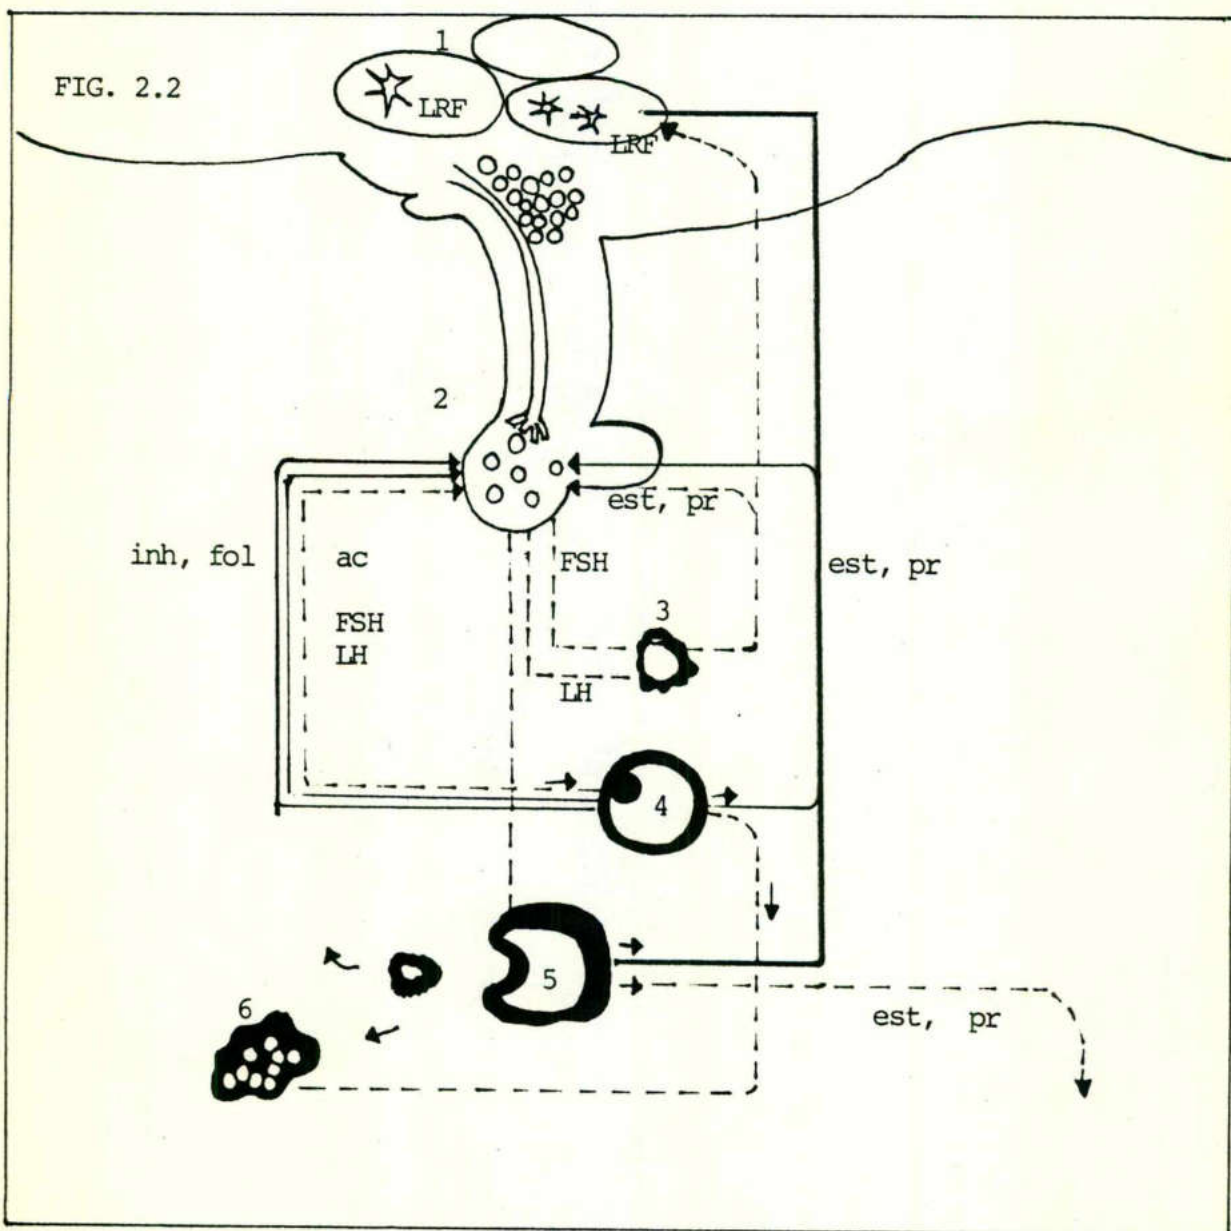 1
FIG. 2.2
LRF
LRF
2
est, pr
inh, fol
ac
FSH
est, pr
FSH
LH
3
LH
4
5
6
est, pr